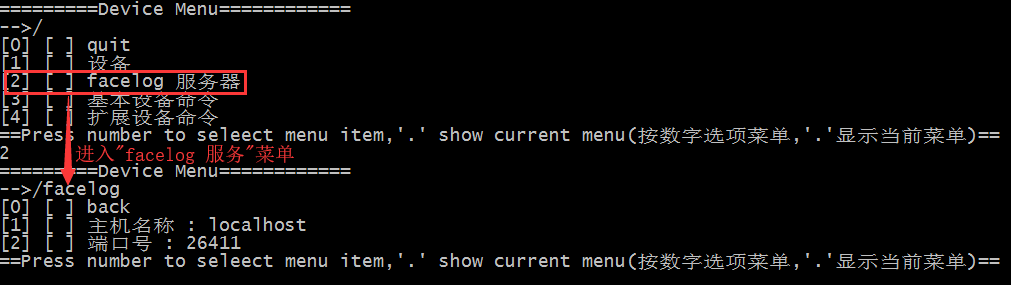 =========Device Menu============
-->/
[0] [ ] quit
[1] [ ] 设备
[2] [ ] facelog 服务器
[3] [ ] 基本设备命令
[4] [ ] 扩展设备命令
==Press number to seleect menu item,'.' show current menu(按数字选项菜单,'.'显示当前菜单)==
2
进入"facelog 服务"菜单
=========Device Menu============
-->/facelog
[0] [ ] back
[1] [ ] 主机名称 : localhost
[2] [ ] 端口号 : 26411
==Press number to seleect menu item,'.' show current menu(按数字选项菜单,'.'显示当前菜单)==